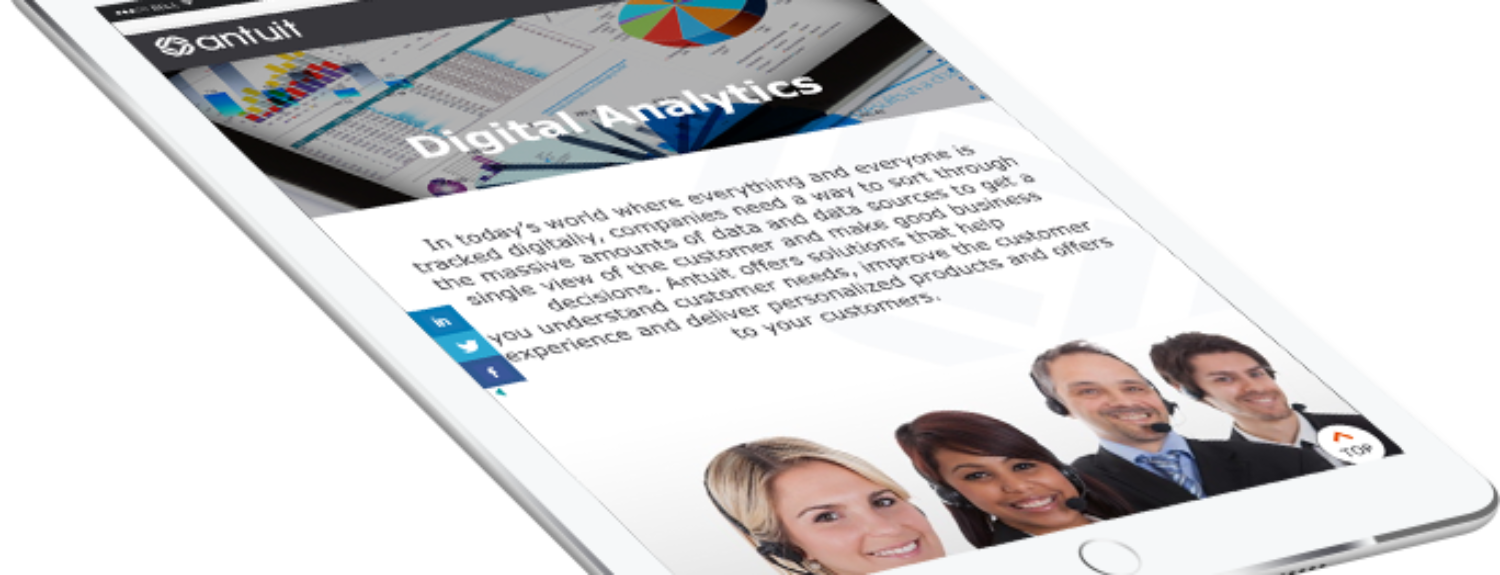 BELL
antuit
Digital Analytics
In today's world where everything and everyone is
tracked digitally, companies need a way to sort through
the massive amounts of data and data sources to get a
single view of the customer and make good business
decisions. Antuit offers solutions that help
you understand customer needs, improve the customer
experience and deliver personalized products and offers
to your customers.
in
f
TOP